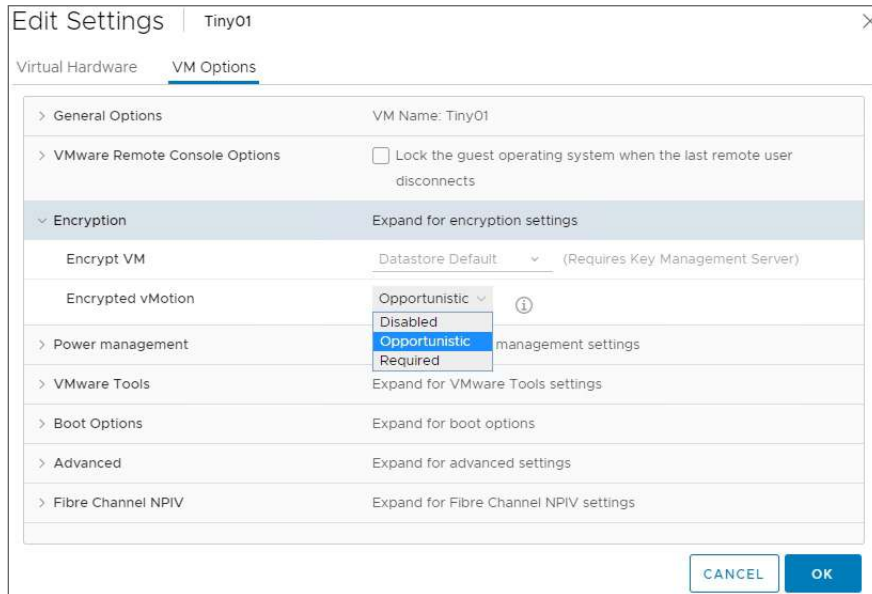 Edit Settings | Tiny01
Virtual Hardware VM Options
General Options VM Name: Tiny01
VMware Remote Console Options Lock the guest operating system when the last remote user
disconnects
Encryption Expand for encryption settings
Encrypt VM Datastore Default (Requires Key Management Server)
Encrypted vMotion Opportunistic
Disabled
Opportunistic
Required
Power management management settings
VMware Tools Expand for VMware Tools settings
Boot Options Expand for boot options
Advanced Expand for advanced settings
Fibre Channel NPIV Expand for Fibre Channel NPIV settings
CANCEL OK